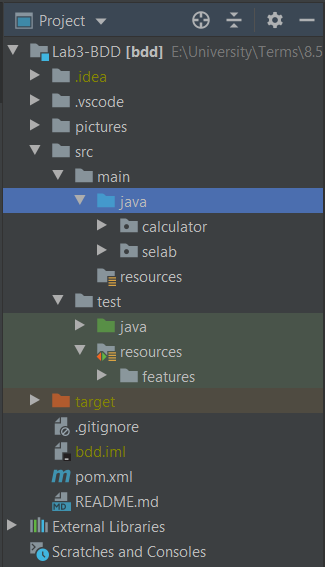 Project
Lab3-BDD [bdd] E:\University\Terms\8.5
.idea
.vscode
pictures
src
main
java
calculator
selab
resources
test
java
resources
features
target
.gitignore
bdd.iml
m pom.xml
MD README.md
External Libraries
Scratches and Consoles